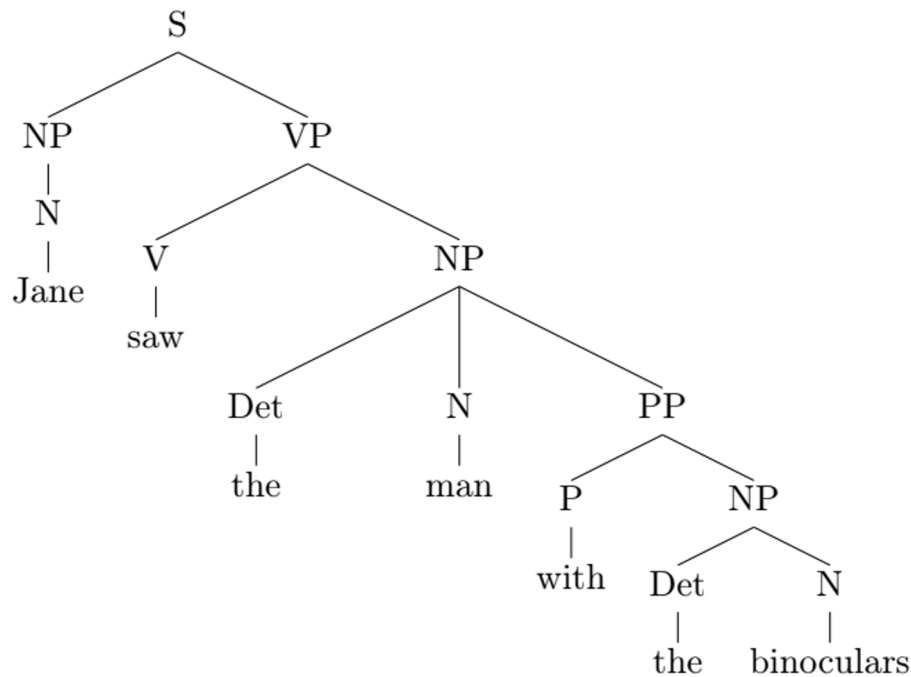 S
NP VP
N
V NP
Jane
saw
Det N PP
the man
P NP
with
Det N
the binoculars